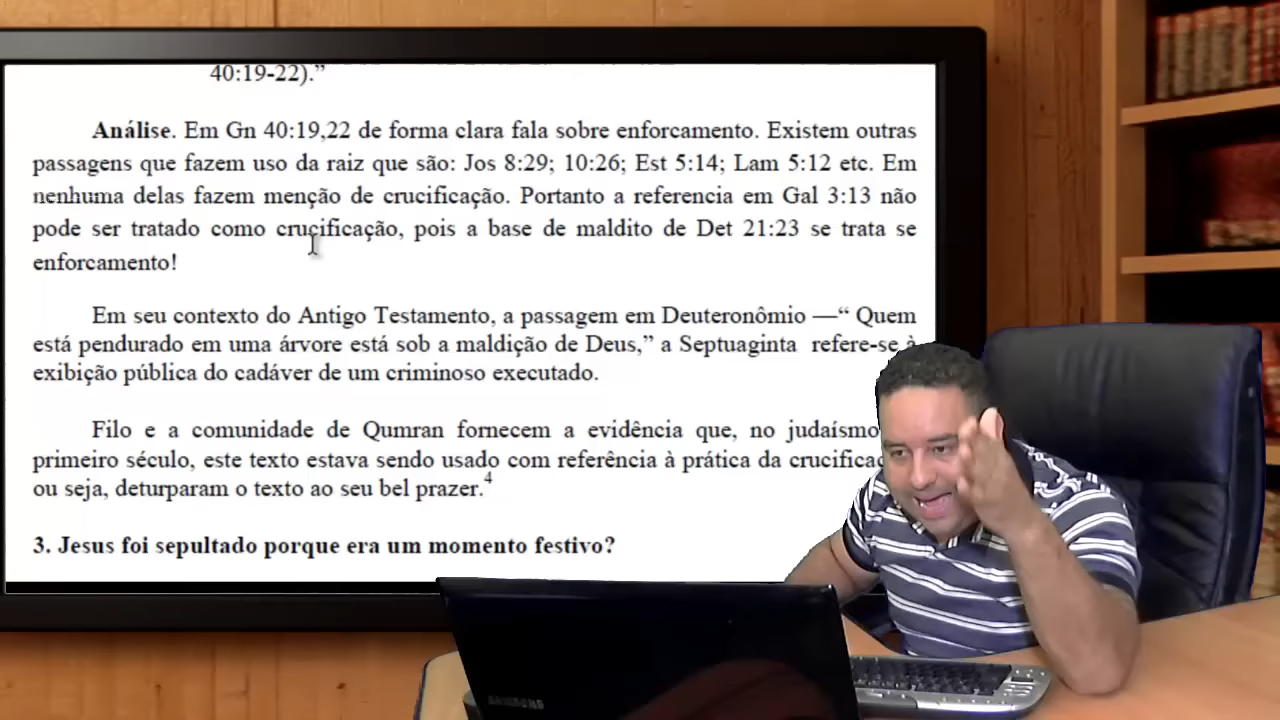 40:19-22).”
Análise. Em Gn 40:19,22 de forma clara fala sobre enforcamento. Existem outras
passagens que fazem uso da raiz que são: Jos 8:29; 10:26; Est 5:14; Lam 5:12 etc. Em
nenhuma delas fazem menção de crucificação. Portanto a referencia em Gal 3:13 não
pode ser tratado como crucificação, pois a base de maldito de Det 21:23 se trata se
enforcamento!
Em seu contexto do Antigo Testamento, a passagem em Deuteronômio —“ Quem
está pendurado em uma árvore está sob a maldição de Deus,” a Septuaginta refere-se à
exibição pública do cadáver de um criminoso executado.
Filo e a comunidade de Qumran fornecem a evidência que, no judaísmo
primeiro século, este texto estava sendo usado com referência à prática da
ou seja, deturparam o texto ao seu bel prazer.4
3. Jesus foi sepultado porque era um momento festivo?
SAMSUNG